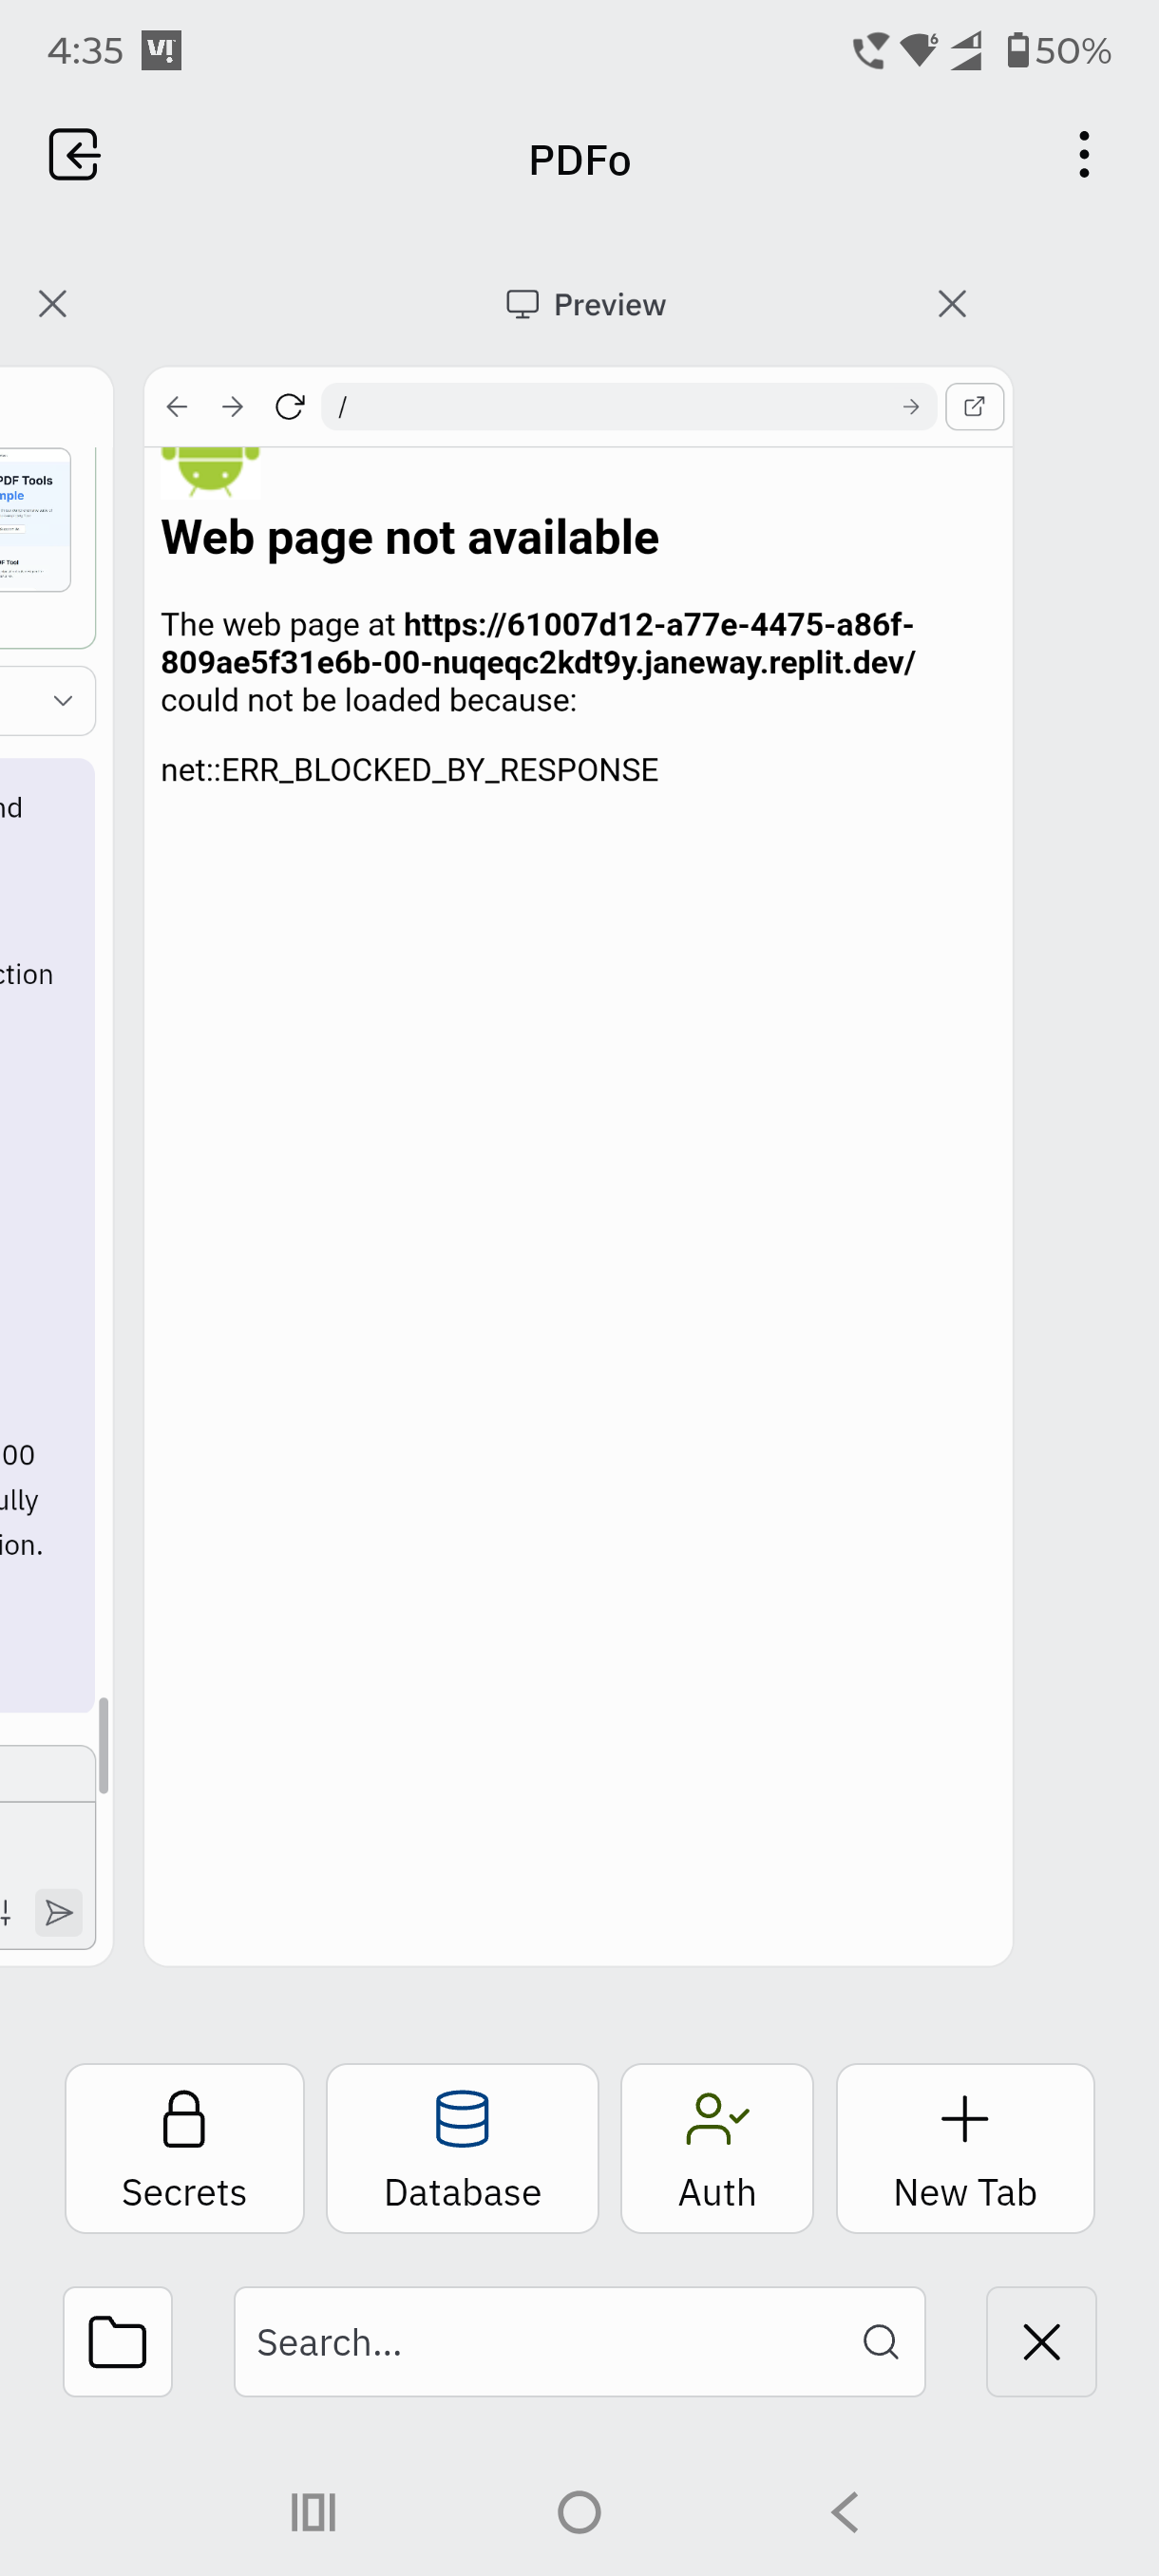 4:35 V! 6 50%
PDFo
Preview
/
PDF Tools
mple
Web page not available
The web page at https://61007d12-a77e-4475-a86f-
809ae5f31e6b-00-nuqeqc2kdt9y.janeway.replit.dev/
could not be loaded because:
net::ERR_BLOCKED_BY_RESPONSE
nd
ction
00
ully
ion.
Secrets
Database
Auth
New Tab
Search...